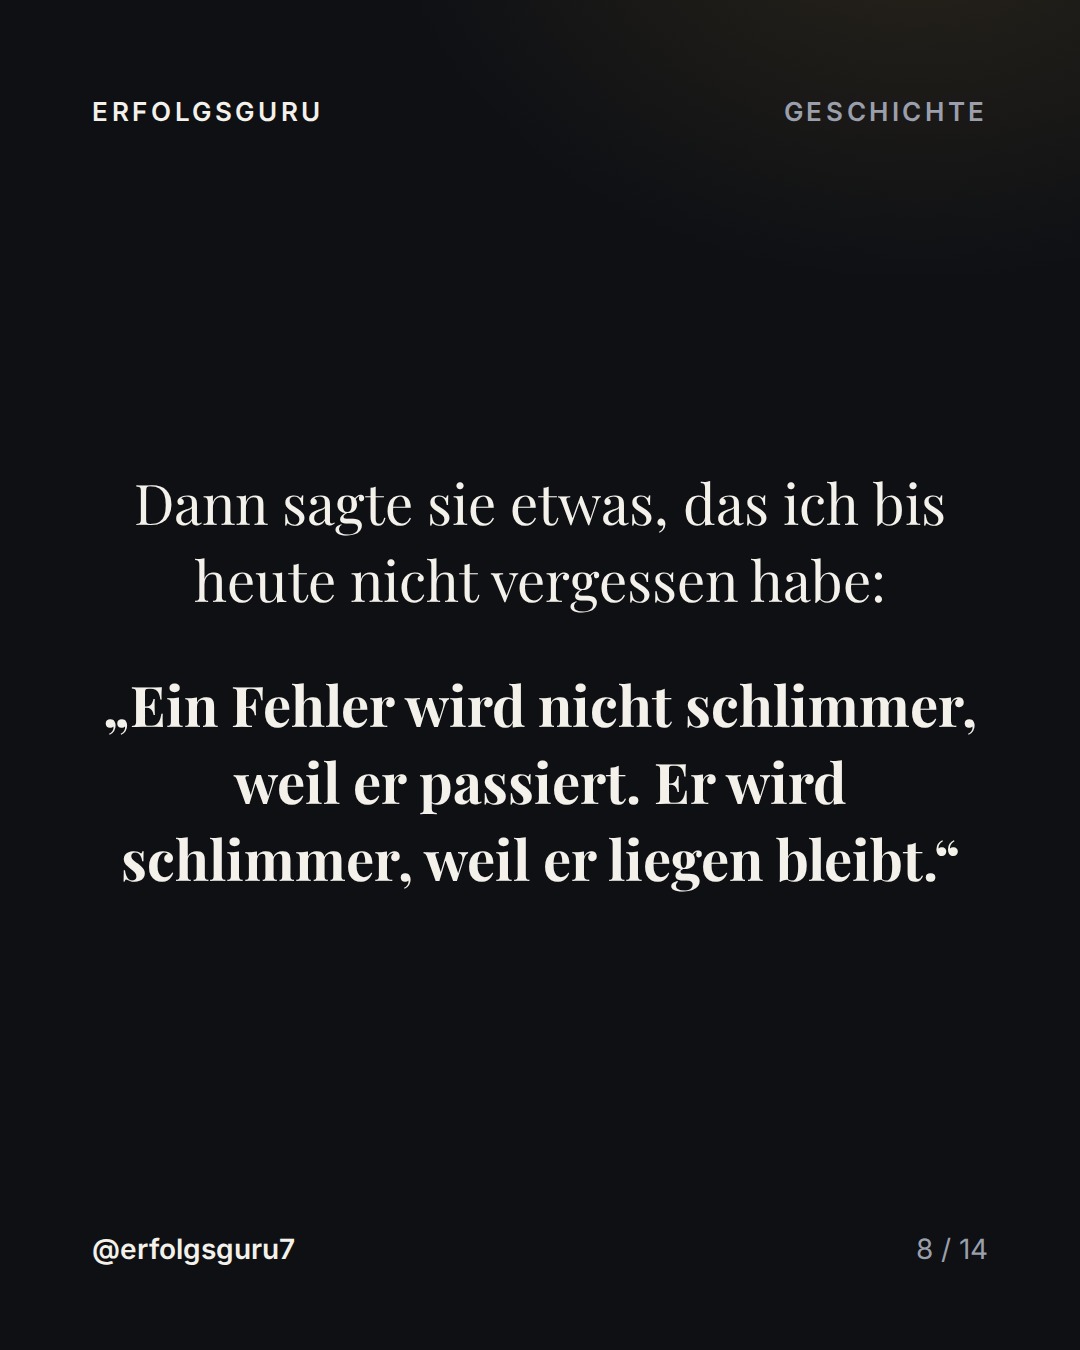 ERFOLGSGURU
GESCHICHTE
Dann sagte sie etwas, das ich bis
heute nicht vergessen habe:
„Ein Fehler wird nicht schlimmer,
weil er passiert. Er wird
schlimmer, weil er liegen bleibt.“
@erfolgsguru7
8 / 14